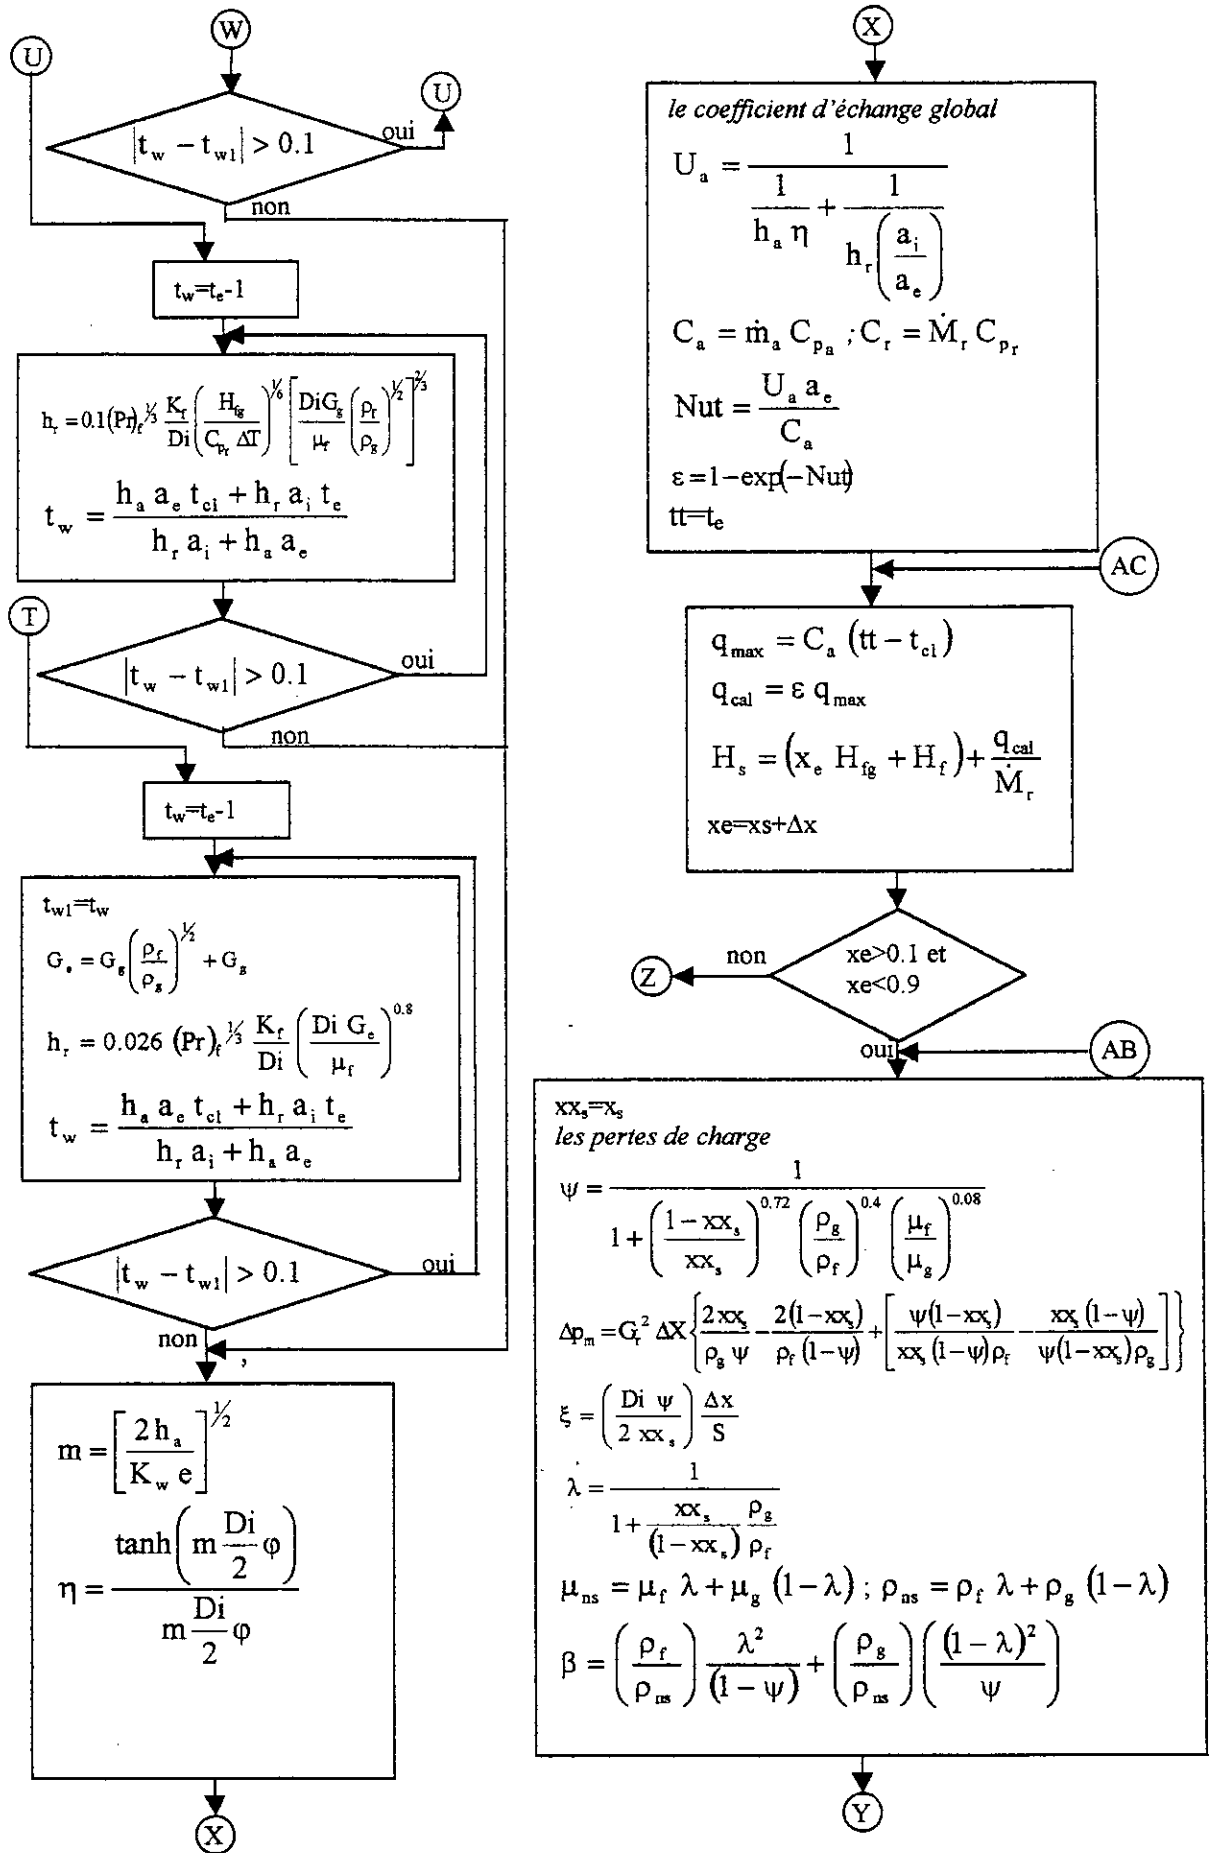 W
U
U
|t_w − t_w1| > 0.1
oui
non
t_w=t_e-1
h_r = 0.1(Pr)_f^{1/3} K_f/Di (H_fg/(C_pr ΔT))^{1/6} [DiG_g/μ_f (ρ_f/ρ_g)^{1/2}]^{2/3}
t_w = (h_a a_e t_c1 + h_r a_i t_e)/(h_r a_i + h_a a_e)
T
|t_w − t_w1| > 0.1
oui
non
t_w=t_e-1
t_w1=t_w
G_e = G_g (ρ_f/ρ_g)^{1/2} + G_g
h_r = 0.026 (Pr)_f^{1/3} K_f/Di (Di G_e/μ_f)^{0.8}
t_w = (h_a a_e t_c1 + h_r a_i t_e)/(h_r a_i + h_a a_e)
|t_w − t_w1| > 0.1
oui
non
m = [2 h_a/(K_w e)]^{1/2}
η = tanh(m Di/2 φ)/(m Di/2 φ)
X
X
le coefficient d'échange global
U_a = 1/(1/(h_a η) + 1/(h_r (a_i/a_e)))
C_a = ṁ_a C_pa ; C_r = Ṁ_r C_pr
Nut = U_a a_e/C_a
ε = 1−exp(−Nut)
tt=t_e
AC
q_max = C_a (tt − t_c1)
q_cal = ε q_max
H_s = (x_e H_fg + H_f) + q_cal/Ṁ_r
xe=xs+Δx
xe>0.1 et
xe<0.9
non
Z
oui
AB
xx_s=x_s
les pertes de charge
ψ = 1/(1 + ((1 − xx_s)/xx_s)^{0.72} (ρ_g/ρ_f)^{0.4} (μ_f/μ_g)^{0.08})
Δp_m = G_r^2 ΔX {2xx_s/(ρ_g ψ) − 2(1−xx_s)/(ρ_f (1−ψ)) + [ψ(1−xx_s)/(xx_s (1−ψ)ρ_f) − xx_s (1−ψ)/(ψ(1−xx_s)ρ_g)]}
ξ = (Di ψ/(2 xx_s)) Δx/S
λ = 1/(1 + xx_s/(1−xx_s) ρ_g/ρ_f)
μ_ns = μ_f λ + μ_g (1−λ) ; ρ_ns = ρ_f λ + ρ_g (1−λ)
β = (ρ_f/ρ_ns) λ^2/(1−ψ) + (ρ_g/ρ_ns) ((1−λ)^2/ψ)
Y